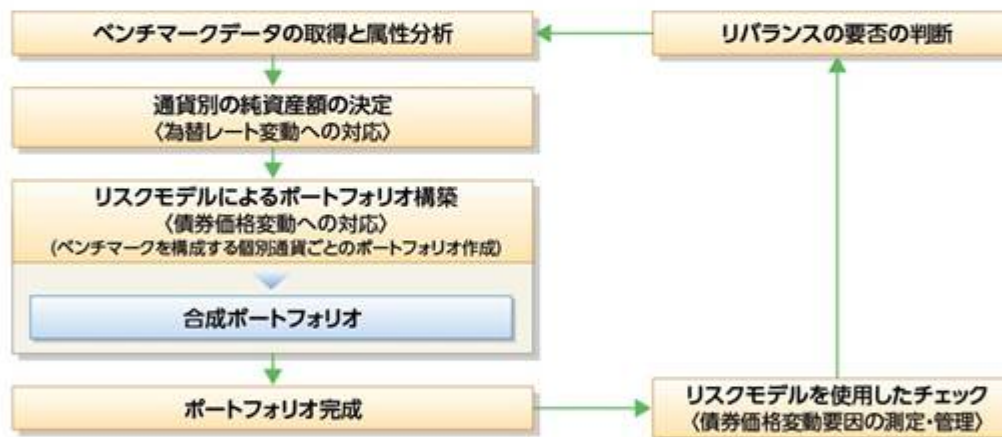 ベンチマークデータの取得と属性分析
通貨別の純資産額の決定
〈為替レート変動への対応〉
リスクモデルによるポートフォリオ構築
〈債券価格変動への対応〉
(ベンチマークを構成する個別通貨ごとのポートフォリオ作成)
合成ポートフォリオ
ポートフォリオ完成
リスクモデルを使用したチェック
〈債券価格変動要因の測定・管理〉
リバランスの要否の判断